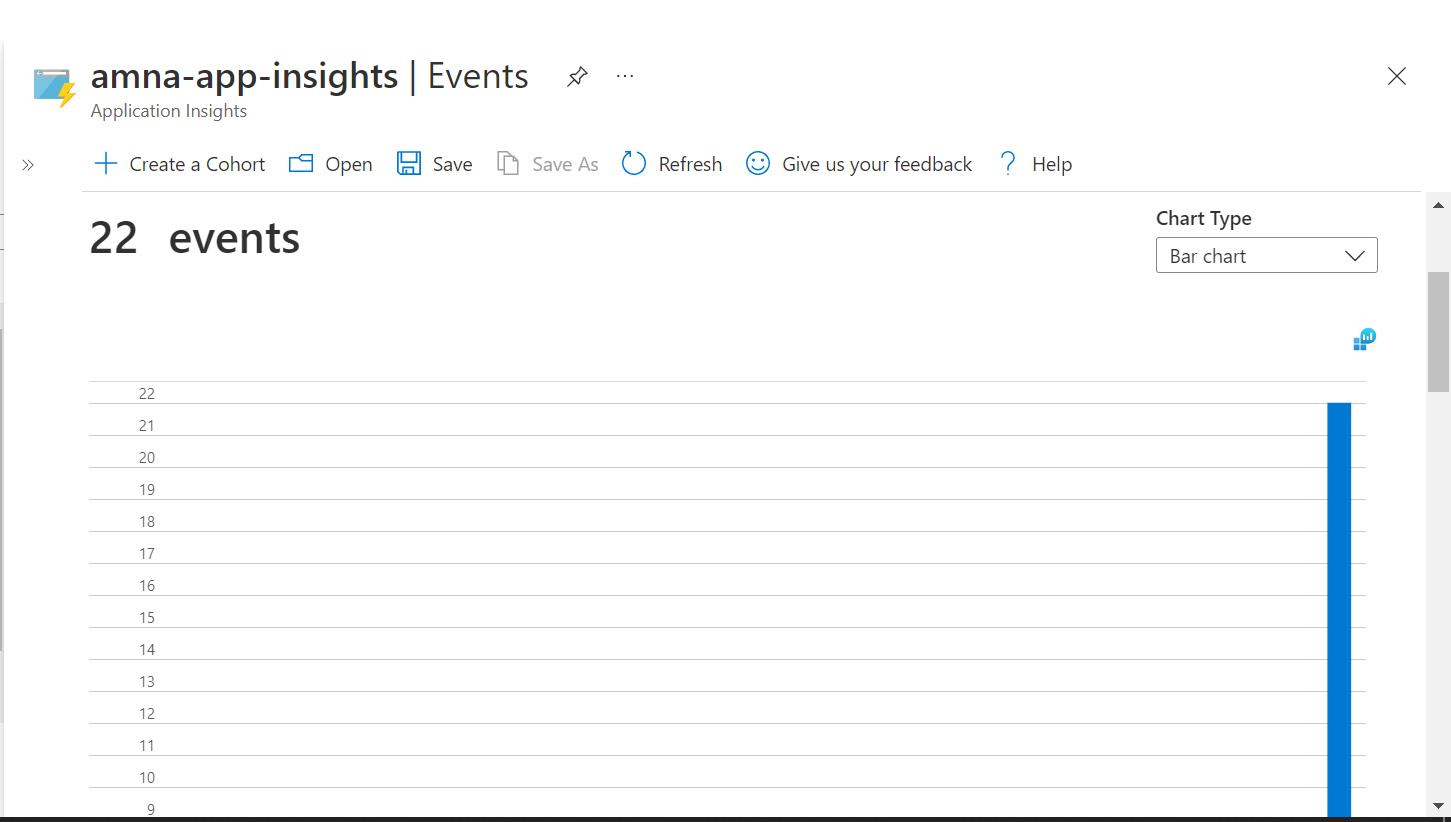 amna-app-insights | Events
Application Insights
Create a Cohort Open Save Save As Refresh Give us your feedback Help
22 events
Chart Type
Bar chart
22
21
20
19
18
17
16
15
14
13
12
11
10
9